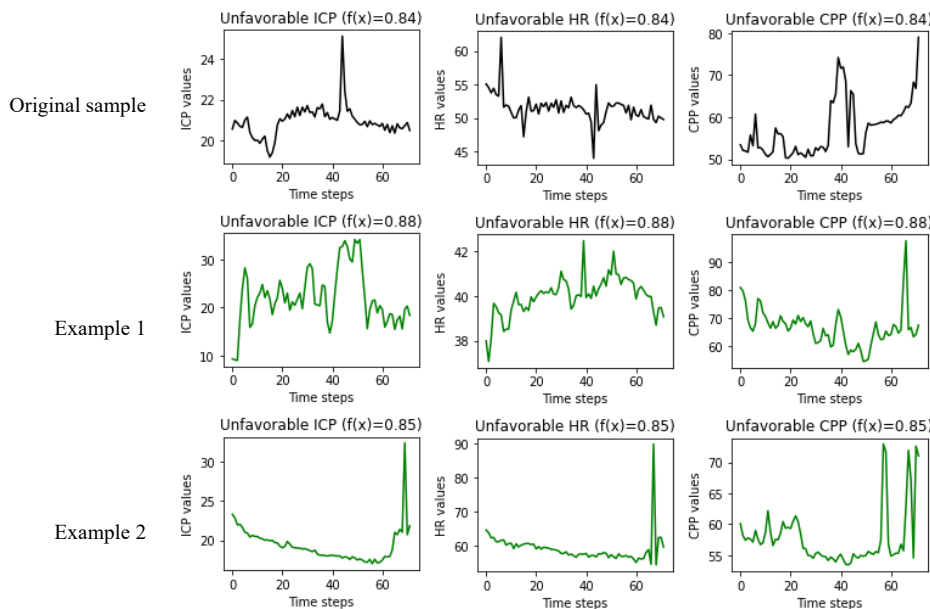 Unfavorable ICP (f(x)=0.84) Unfavorable HR (f(x)=0.84) Unfavorable CPP (f(x)=0.84)
Original sample
ICP values
24
22
20
0 20 40 60
Time steps
HR values
60
55
50
45
0 20 40 60
Time steps
CPP values
80
70
60
50
0 20 40 60
Time steps
Unfavorable ICP (f(x)=0.88) Unfavorable HR (f(x)=0.88) Unfavorable CPP (f(x)=0.88)
Example 1
ICP values
30
20
10
0 20 40 60
Time steps
HR values
42
40
38
0 20 40 60
Time steps
CPP values
90
80
70
60
0 20 40 60
Time steps
Unfavorable ICP (f(x)=0.85) Unfavorable HR (f(x)=0.85) Unfavorable CPP (f(x)=0.85)
Example 2
ICP values
30
20
0 20 40 60
Time steps
HR values
90
80
70
60
0 20 40 60
Time steps
CPP values
70
65
60
55
0 20 40 60
Time steps